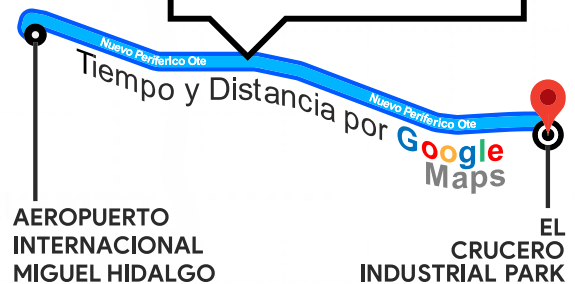 Nuevo Periferico Ote
Tiempo y Distancia por Google
Maps
Nuevo Periferico Ote
AEROPUERTO
INTERNACIONAL
MIGUEL HIDALGO
EL
CRUCERO
INDUSTRIAL PARK